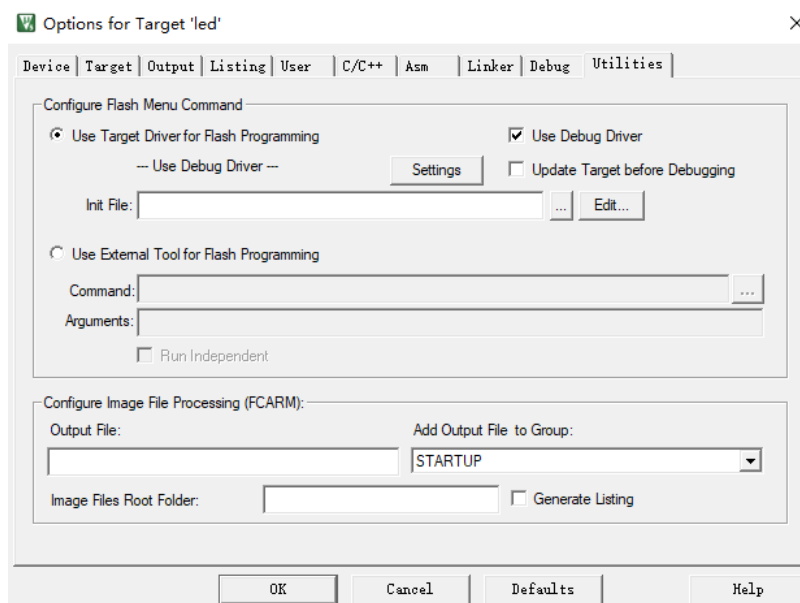 Options for Target 'led'
Device Target Output Listing User C/C++ Asm Linker Debug Utilities
Configure Flash Menu Command
Use Target Driver for Flash Programming Use Debug Driver
--- Use Debug Driver --- Settings Update Target before Debugging
Init File: ... Edit...
Use External Tool for Flash Programming
Command: ...
Arguments:
Run Independent
Configure Image File Processing (FCARM):
Output File: Add Output File to Group:
STARTUP
Image Files Root Folder: Generate Listing
OK Cancel Defaults Help